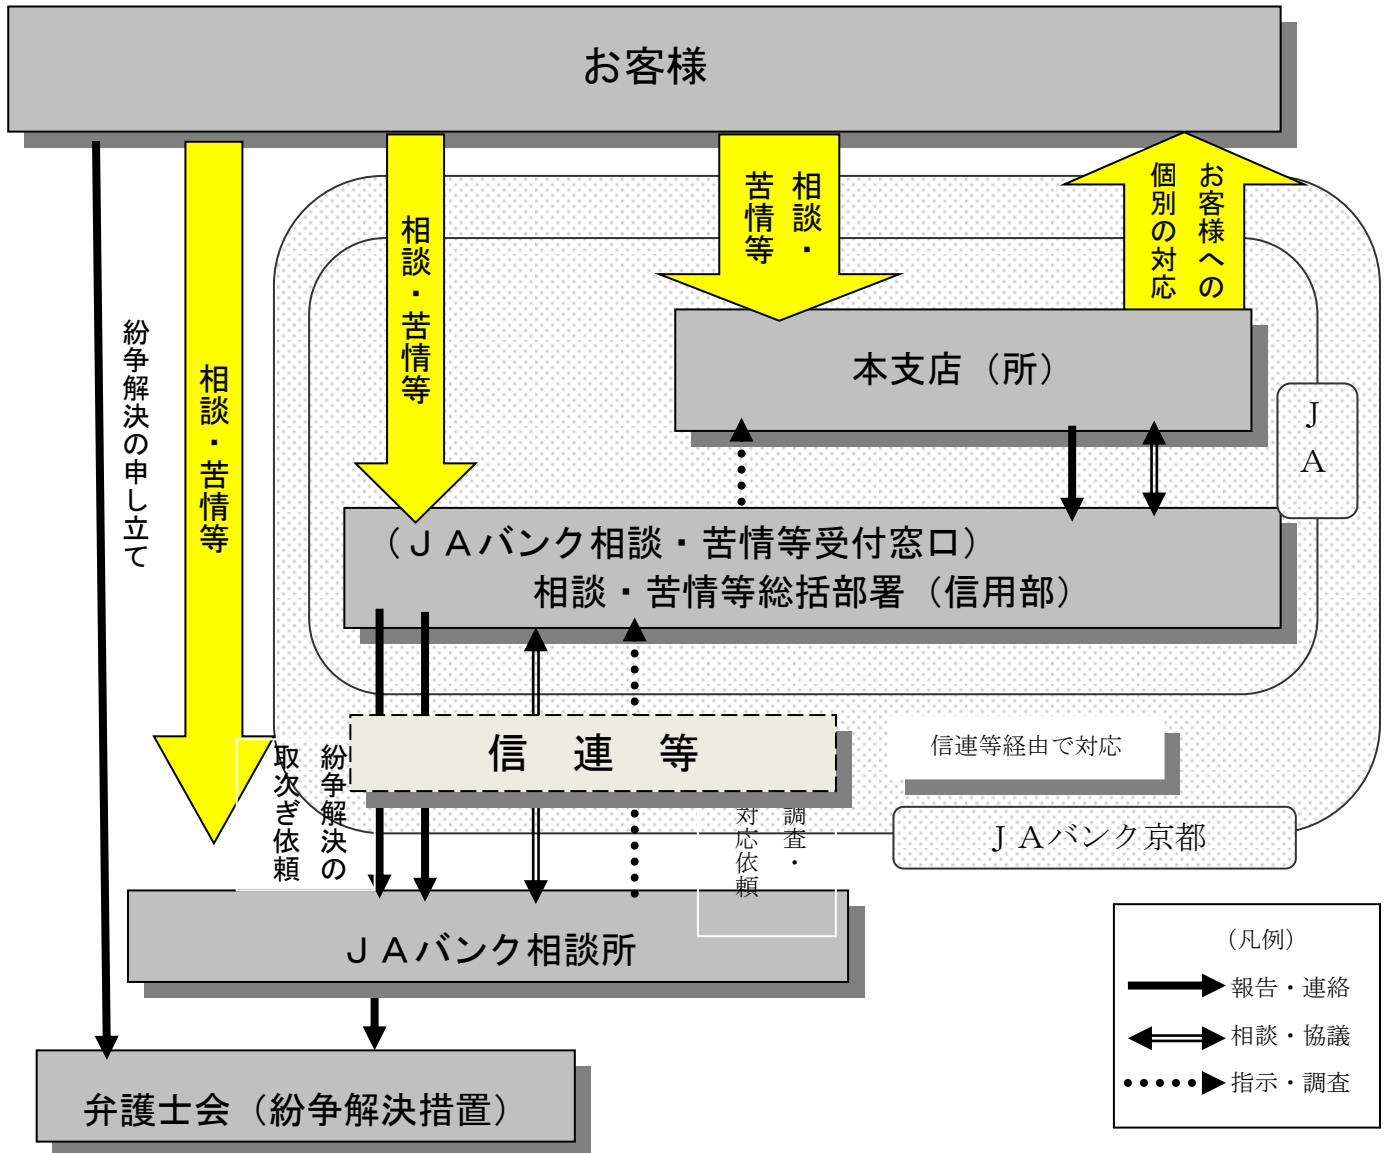 お客様
紛争解決の申し立て
相談・苦情等
相談・苦情等
相談・
苦情等
お客様への
個別の対応
本支店（所）
ＪＡ
（ＪＡバンク相談・苦情等受付窓口）
相談・苦情等総括部署（信用部）
信　連　等
信連等経由で対応
紛争解決の
取次ぎ依頼
調査・
対応依頼
ＪＡバンク京都
ＪＡバンク相談所
弁護士会（紛争解決措置）
（凡例）
報告・連絡
相談・協議
指示・調査